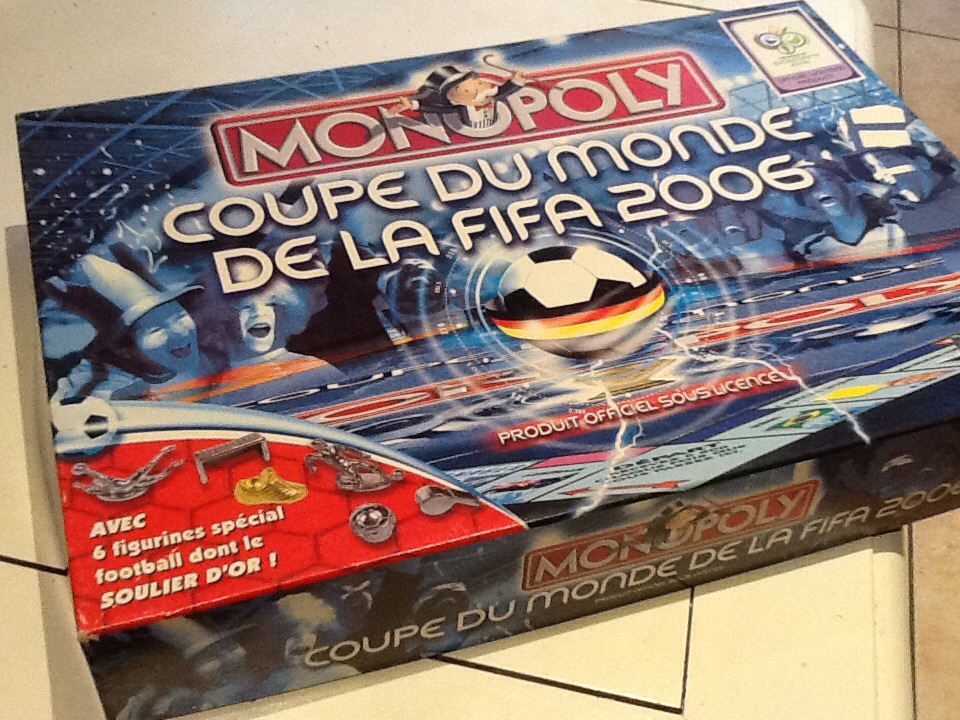 MONOPOLY
COUPE DU MONDE
DE LA FIFA 2006
PRODUIT OFFICIEL SOUS LICENCE
DÉPART
AVEC
6 figurines spécial
football dont le
SOULIER D'OR !
MONOPOLY
COUPE DU MONDE DE LA FIFA 2006